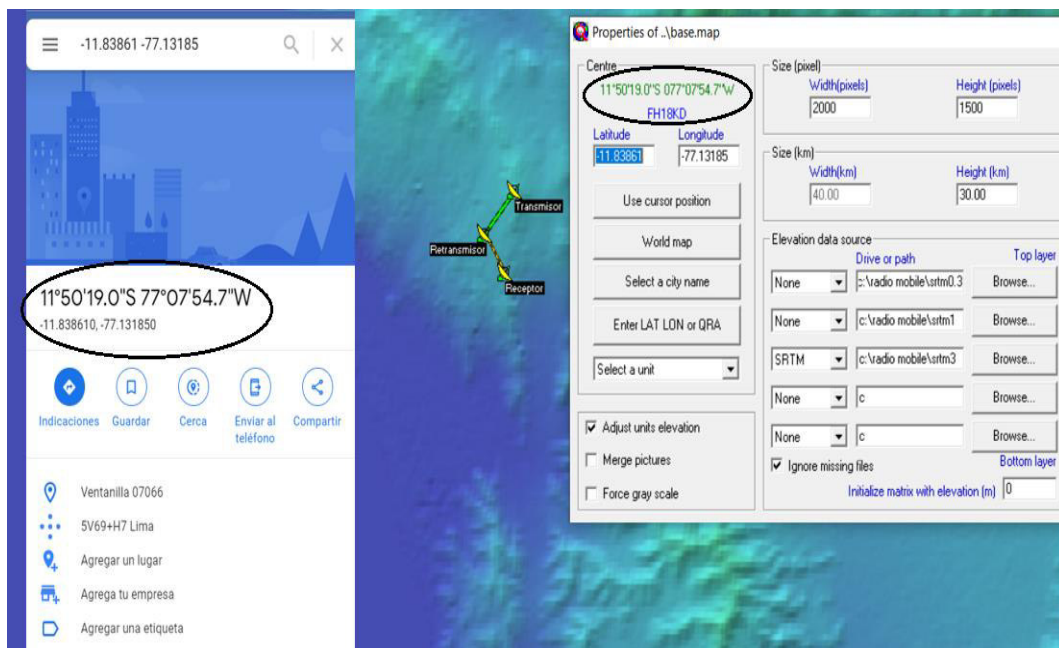 -11.83861 -77.13185
11°50'19.0"S 77°07'54.7"W
-11.838610, -77.131850
Indicaciones
Guardar
Cerca
Enviar al
teléfono
Compartir
Ventanilla 07066
5V69+H7 Lima
Agregar un lugar
Agrega tu empresa
Agregar una etiqueta
Transmisor
Retransmisor
Receptor
Properties of ..\base.map
Centre
11°50'19.0"S 077°07'54.7"W
FH18KD
Latitude Longitude
-11.83861 -77.13185
Use cursor position
World map
Select a city name
Enter LAT LON or QRA
Select a unit
Adjust units elevation
Merge pictures
Force gray scale
Size (pixel)
Width(pixels) Height (pixels)
2000 1500
Size (km)
Width(km) Height (km)
40.00 30.00
Elevation data source
Drive or path Top layer
None c:\radio mobile\srtm0.3 Browse...
None c:\radio mobile\srtm1 Browse...
SRTM c:\radio mobile\srtm3 Browse...
None c Browse...
None c Browse...
Ignore missing files Bottom layer
Initialize matrix with elevation (m) 0